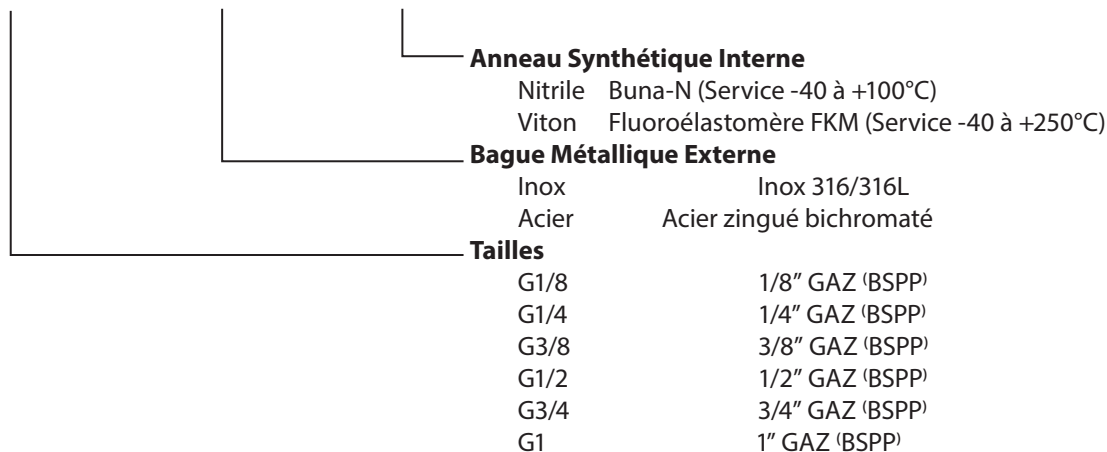 Anneau Synthétique Interne
Nitrile Buna-N (Service -40 à +100°C)
Viton Fluoroélastomère FKM (Service -40 à +250°C)
Bague Métallique Externe
Inox Inox 316/316L
Acier Acier zingué bichromaté
Tailles
G1/8 1/8” GAZ (BSPP)
G1/4 1/4” GAZ (BSPP)
G3/8 3/8” GAZ (BSPP)
G1/2 1/2” GAZ (BSPP)
G3/4 3/4” GAZ (BSPP)
G1 1” GAZ (BSPP)